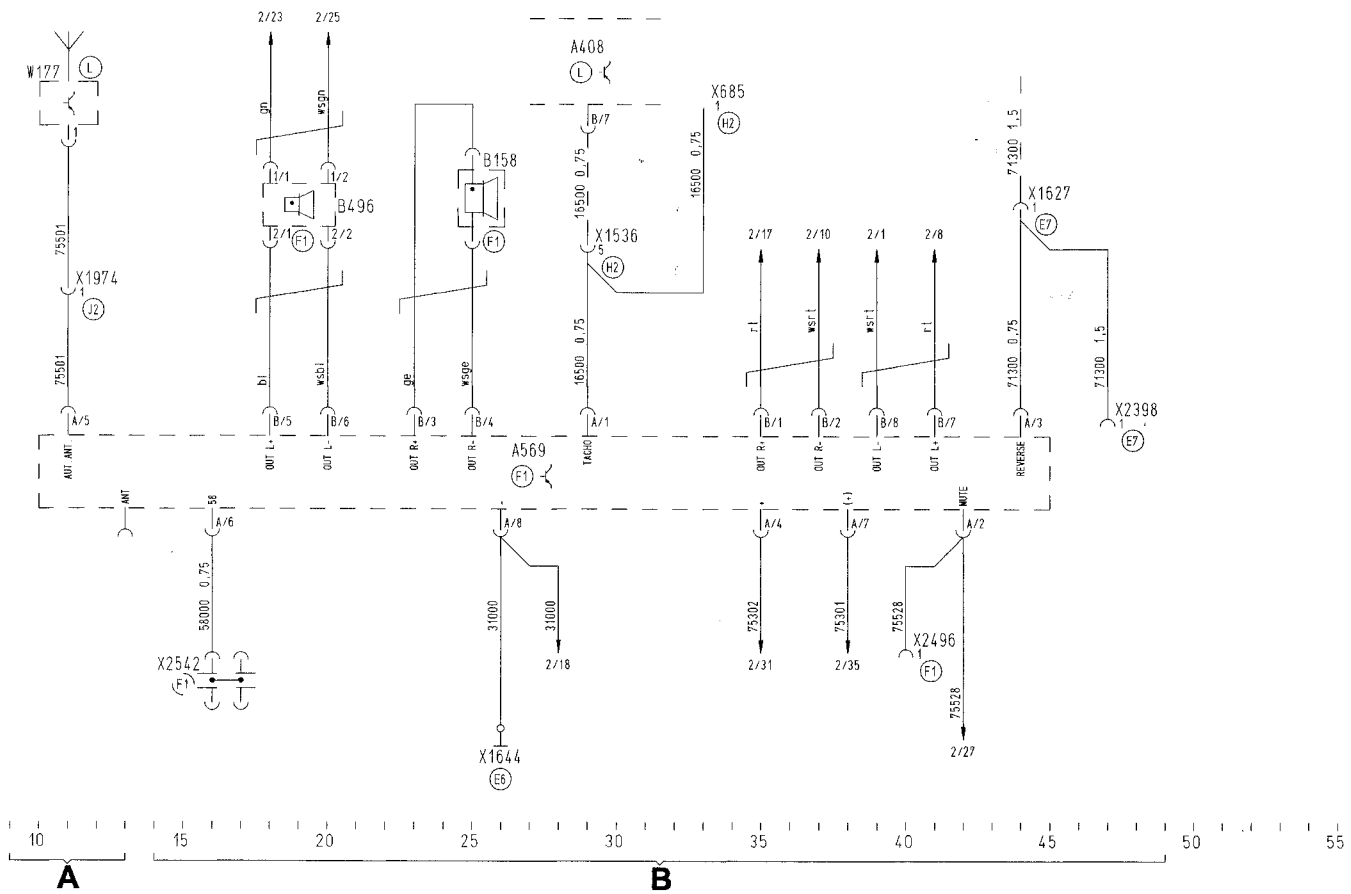 2/23
2/25
A408
L
W177
L
X685
1
H2
gn
wsgn
B/7
71300 1,5
1
B158
16500 0,75
16500 0,75
1/1
1/2
X1627
1
E7
B496
2/1
F1
2/2
F1
X1536
5
H2
2/17
2/10
2/1
2/8
75501
X1974
1
J2
rt
wsrt
wsrt
rt
75501
bl
wsbl
ge
wsge
16500 0,75
71300 0,75
71300 1,5
A/5
B/5
B/6
B/3
B/4
A/1
B/1
B/2
B/8
B/7
A/3
X2398
1
E7
AUT ANT
OUT L+
OUT L-
OUT R+
OUT R-
A569
F1
TACHO
OUT R+
OUT R-
OUT L-
OUT L+
REVERSE
ANT
58
-
+
(+)
MUTE
A/6
A/8
A/4
A/7
A/2
58000 0,75
31000
31000
75302
75301
75528
X2542
F1
2/18
2/31
2/35
X2496
1
F1
75528
2/27
X1644
E6
10 15 20 25 30 35 40 45 50 55
A
B